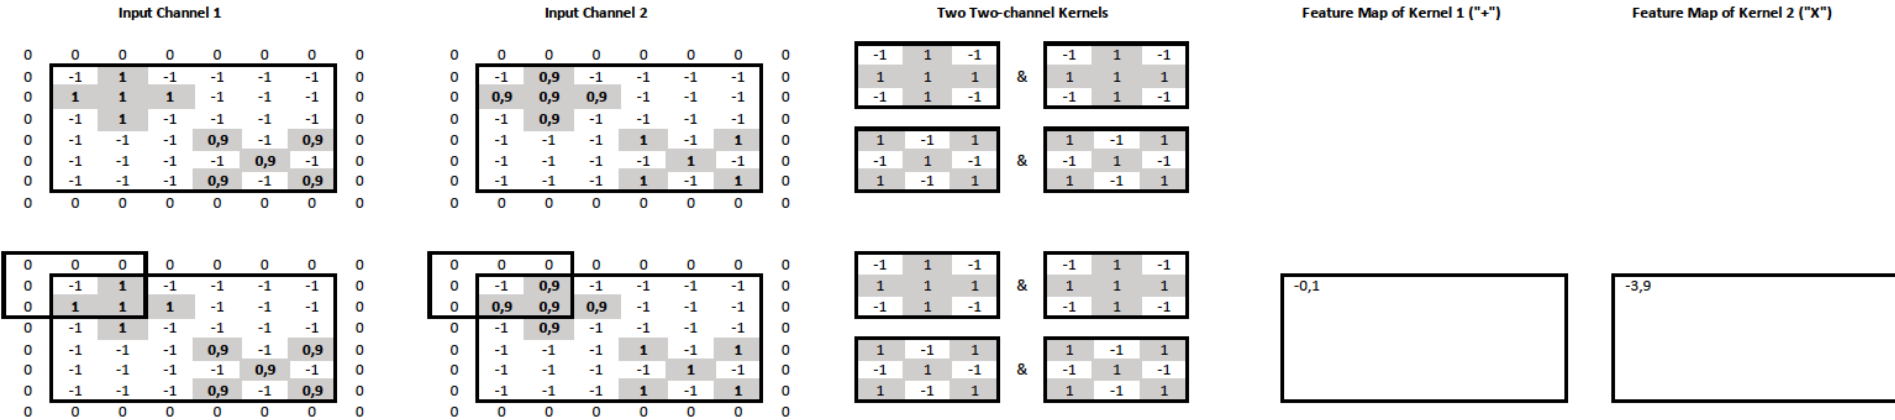 Input Channel 1 Input Channel 2 Two Two-channel Kernels Feature Map of Kernel 1 ("+") Feature Map of Kernel 2 ("X")
0 0 0 0 0 0 0 0 0 0 0 0 0 0 0 0 -1 1 -1 -1 1 -1
0 -1 1 -1 -1 -1 -1 0 0 -1 0,9 -1 -1 -1 -1 0 1 1 1 & 1 1 1
0 1 1 1 -1 -1 -1 0 0 0,9 0,9 0,9 -1 -1 -1 0 -1 1 -1 -1 1 -1
0 -1 1 -1 -1 -1 -1 0 0 -1 0,9 -1 -1 -1 -1 0
0 -1 -1 -1 0,9 -1 0,9 0 0 -1 -1 -1 1 -1 1 0 1 -1 1 1 -1 1
0 -1 -1 -1 -1 0,9 -1 0 0 -1 -1 -1 -1 1 -1 0 -1 1 -1 & -1 1 -1
0 -1 -1 -1 0,9 -1 0,9 0 0 -1 -1 -1 1 -1 1 0 1 -1 1 1 -1 1
0 0 0 0 0 0 0 0 0 0 0 0 0 0 0 0
0 0 0 0 0 0 0 0 0 0 0 0 0 0 0 0 -1 1 -1 -1 1 -1
0 -1 1 -1 -1 -1 -1 0 0 -1 0,9 -1 -1 -1 -1 0 1 1 1 & 1 1 1 -0,1 -3,9
0 1 1 1 -1 -1 -1 0 0 0,9 0,9 0,9 -1 -1 -1 0 -1 1 -1 -1 1 -1
0 -1 1 -1 -1 -1 -1 0 0 -1 0,9 -1 -1 -1 -1 0
0 -1 -1 -1 0,9 -1 0,9 0 0 -1 -1 -1 1 -1 1 0 1 -1 1 1 -1 1
0 -1 -1 -1 -1 0,9 -1 0 0 -1 -1 -1 -1 1 -1 0 -1 1 -1 & -1 1 -1
0 -1 -1 -1 0,9 -1 0,9 0 0 -1 -1 -1 1 -1 1 0 1 -1 1 1 -1 1
0 0 0 0 0 0 0 0 0 0 0 0 0 0 0 0